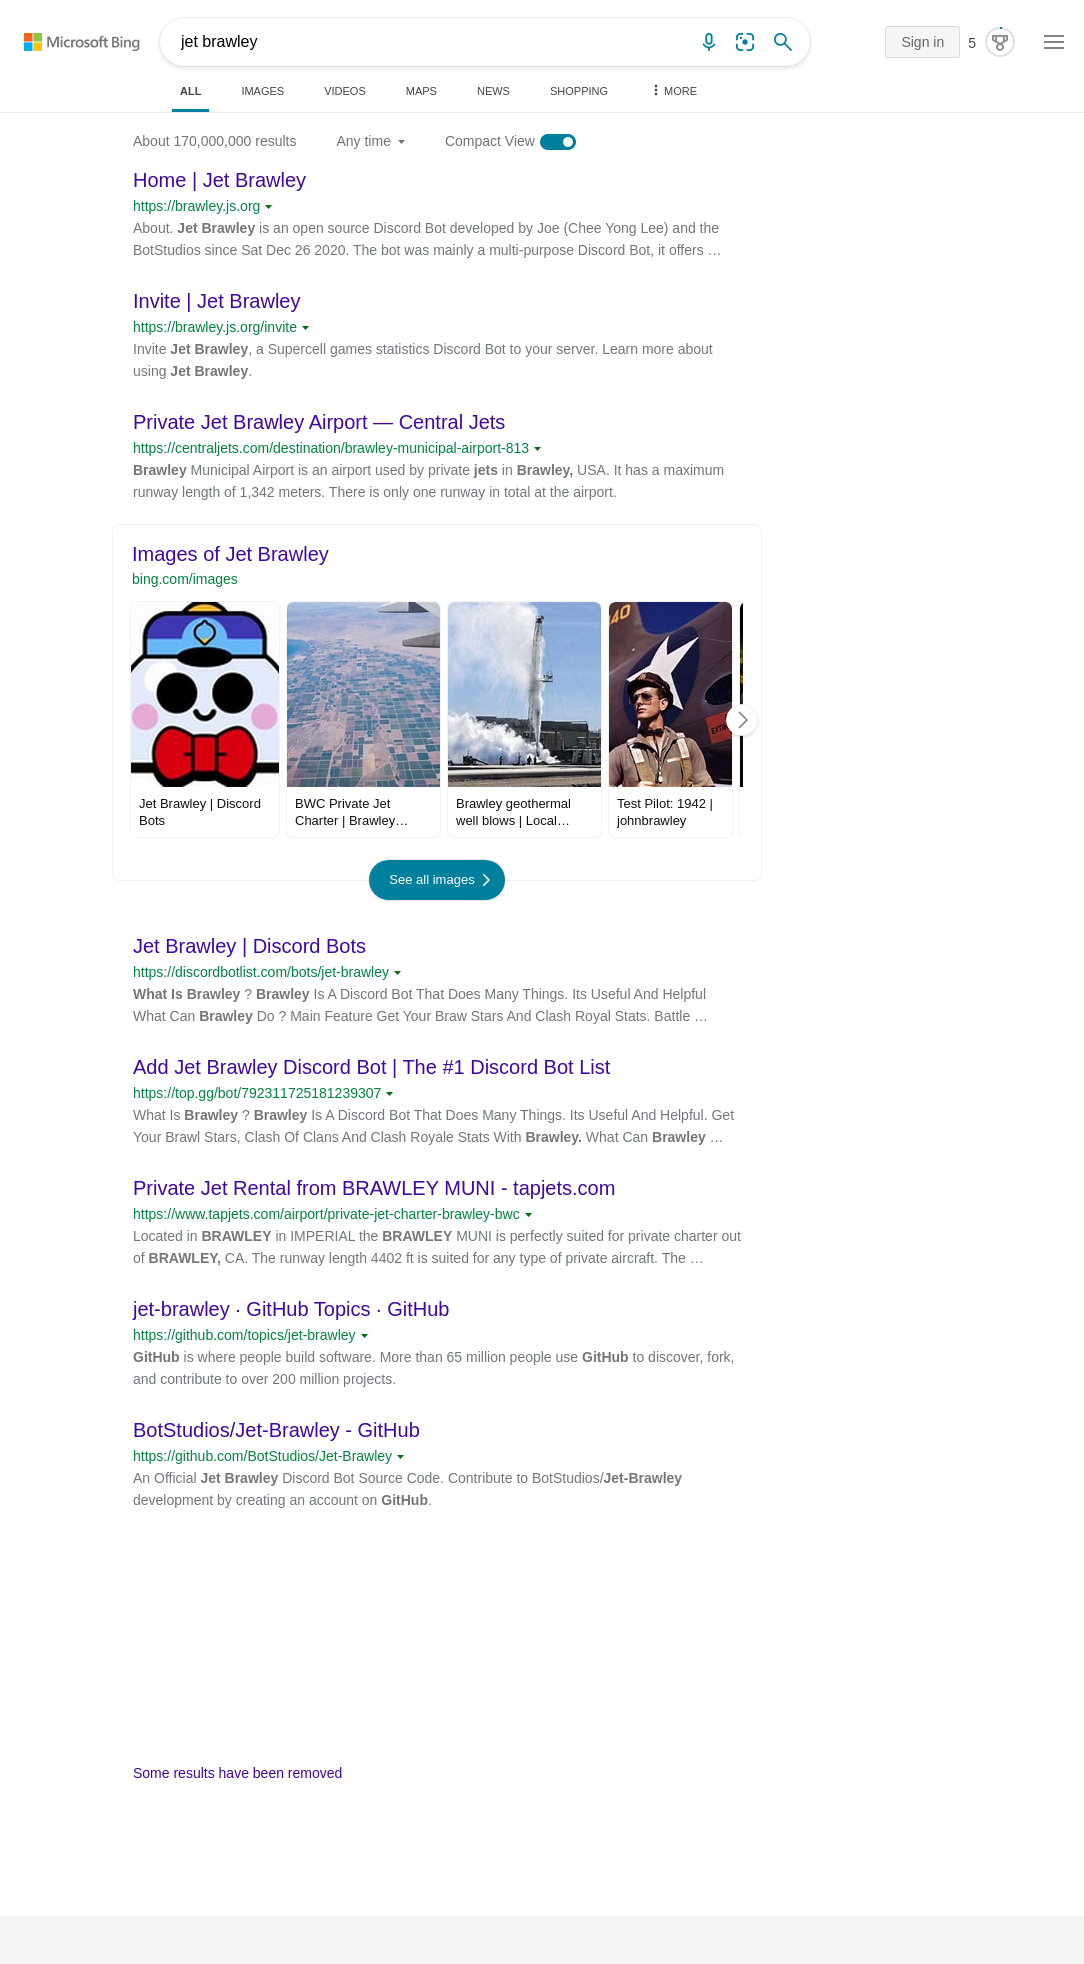 Microsoft Bing
jet brawley
Sign in
5
ALL
IMAGES
VIDEOS
MAPS
NEWS
SHOPPING
MORE
About 170,000,000 results
Any time
Compact View
Home | Jet Brawley
https://brawley.js.org
About. Jet Brawley is an open source Discord Bot developed by Joe (Chee Yong Lee) and the
BotStudios since Sat Dec 26 2020. The bot was mainly a multi-purpose Discord Bot, it offers …
Invite | Jet Brawley
https://brawley.js.org/invite
Invite Jet Brawley, a Supercell games statistics Discord Bot to your server. Learn more about
using Jet Brawley.
Private Jet Brawley Airport — Central Jets
https://centraljets.com/destination/brawley-municipal-airport-813
Brawley Municipal Airport is an airport used by private jets in Brawley, USA. It has a maximum
runway length of 1,342 meters. There is only one runway in total at the airport.
Images of Jet Brawley
bing.com/images
40
EXTIN
Jet Brawley | Discord
Bots
BWC Private Jet
Charter | Brawley…
Brawley geothermal
well blows | Local…
Test Pilot: 1942 |
johnbrawley
See all images
Jet Brawley | Discord Bots
https://discordbotlist.com/bots/jet-brawley
What Is Brawley ? Brawley Is A Discord Bot That Does Many Things. Its Useful And Helpful
What Can Brawley Do ? Main Feature Get Your Braw Stars And Clash Royal Stats. Battle …
Add Jet Brawley Discord Bot | The #1 Discord Bot List
https://top.gg/bot/792311725181239307
What Is Brawley ? Brawley Is A Discord Bot That Does Many Things. Its Useful And Helpful. Get
Your Brawl Stars, Clash Of Clans And Clash Royale Stats With Brawley. What Can Brawley …
Private Jet Rental from BRAWLEY MUNI - tapjets.com
https://www.tapjets.com/airport/private-jet-charter-brawley-bwc
Located in BRAWLEY in IMPERIAL the BRAWLEY MUNI is perfectly suited for private charter out
of BRAWLEY, CA. The runway length 4402 ft is suited for any type of private aircraft. The …
jet-brawley · GitHub Topics · GitHub
https://github.com/topics/jet-brawley
GitHub is where people build software. More than 65 million people use GitHub to discover, fork,
and contribute to over 200 million projects.
BotStudios/Jet-Brawley - GitHub
https://github.com/BotStudios/Jet-Brawley
An Official Jet Brawley Discord Bot Source Code. Contribute to BotStudios/Jet-Brawley
development by creating an account on GitHub.
Some results have been removed